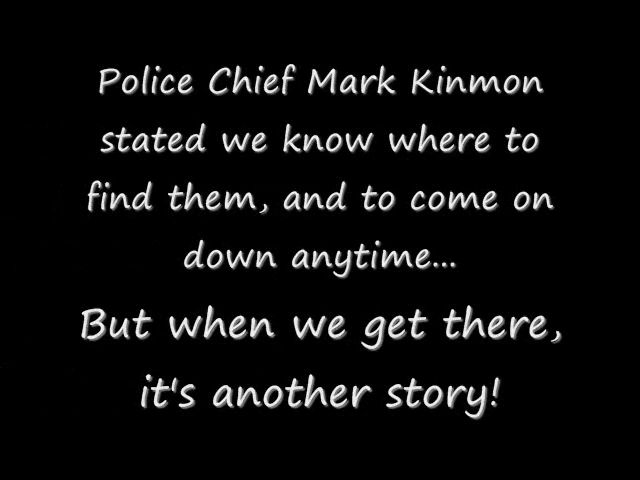 Police Chief Mark Kinmon
stated we know where to
find them, and to come on
down anytime...
But when we get there,
it's another story!